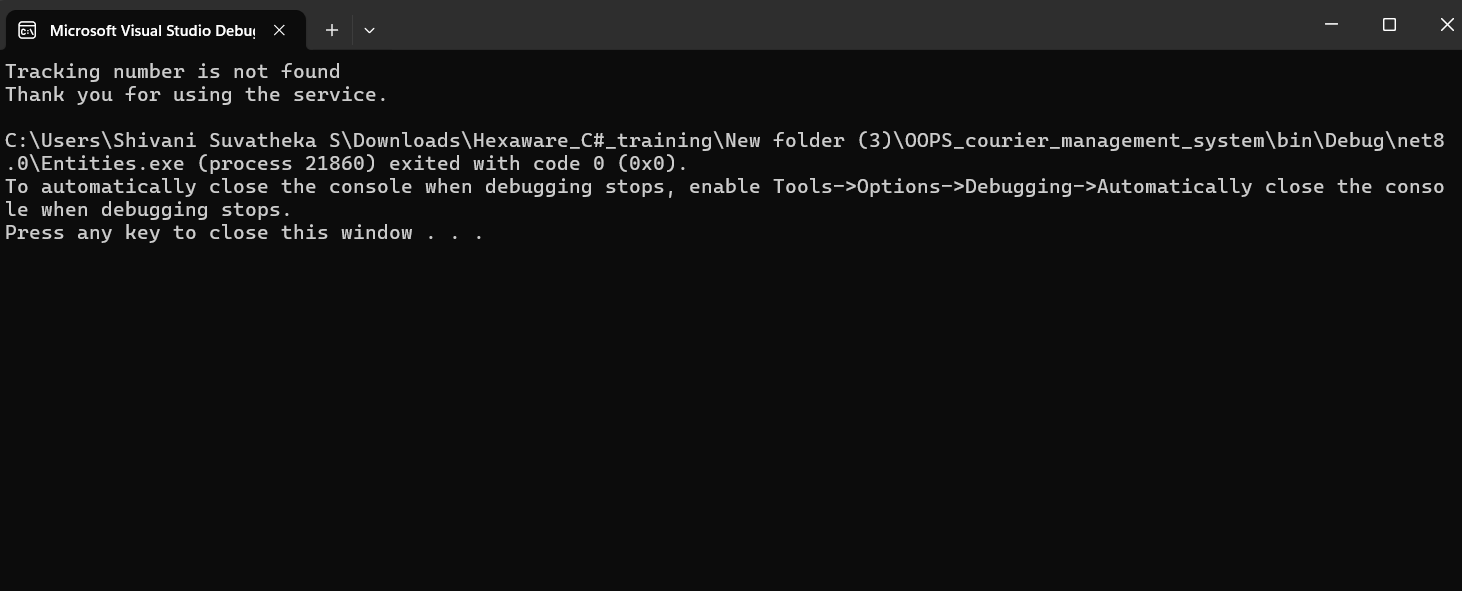 Microsoft Visual Studio Debu
Tracking number is not found
Thank you for using the service.
C:\Users\Shivani Suvatheka S\Downloads\Hexaware_C#_training\New folder (3)\OOPS_courier_management_system\bin\Debug\net8
.0\Entities.exe (process 21860) exited with code 0 (0x0).
To automatically close the console when debugging stops, enable Tools->Options->Debugging->Automatically close the conso
le when debugging stops.
Press any key to close this window . . .